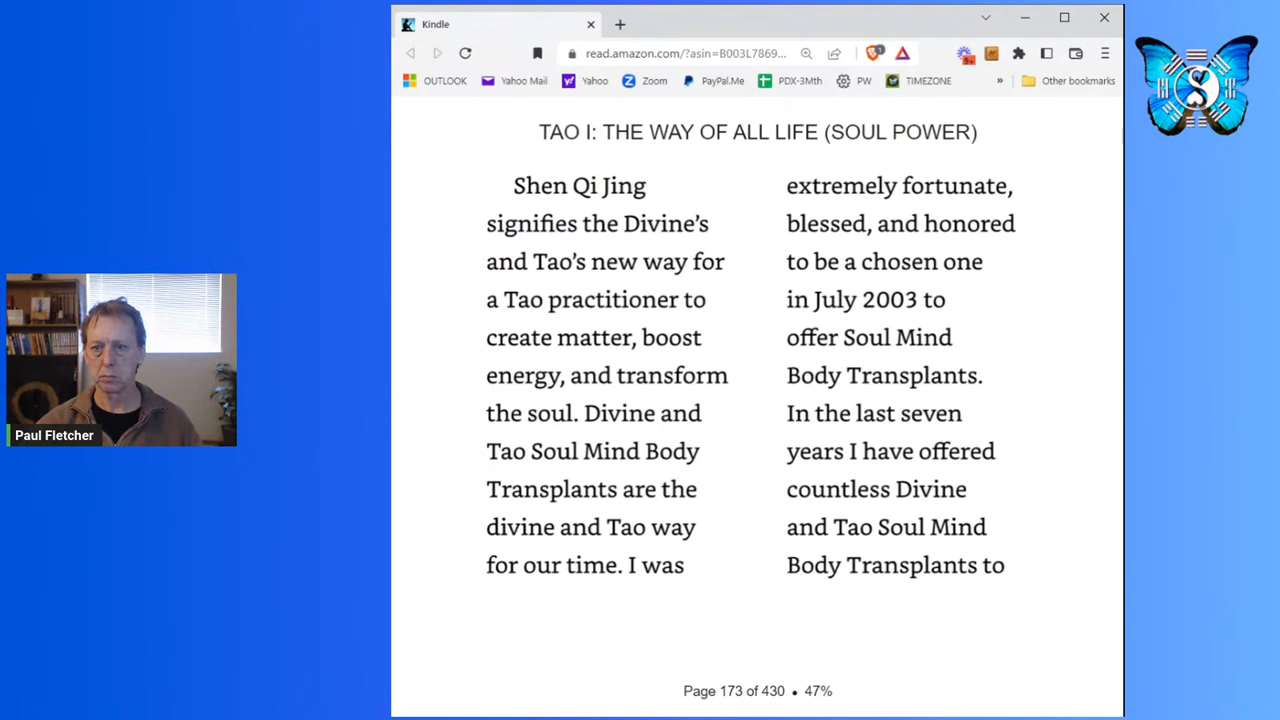 Kindle
read.amazon.com/?asin=B003L7869...
9+
1
OUTLOOK
Yahoo Mail
Yahoo
Zoom
PayPal.Me
PDX-3Mth
PW
TIMEZONE
»
Other bookmarks
TAO I: THE WAY OF ALL LIFE (SOUL POWER)
Shen Qi Jing
signifies the Divine’s
and Tao’s new way for
a Tao practitioner to
create matter, boost
energy, and transform
the soul. Divine and
Tao Soul Mind Body
Transplants are the
divine and Tao way
for our time. I was
extremely fortunate,
blessed, and honored
to be a chosen one
in July 2003 to
offer Soul Mind
Body Transplants.
In the last seven
years I have offered
countless Divine
and Tao Soul Mind
Body Transplants to
Page 173 of 430 • 47%
Paul Fletcher